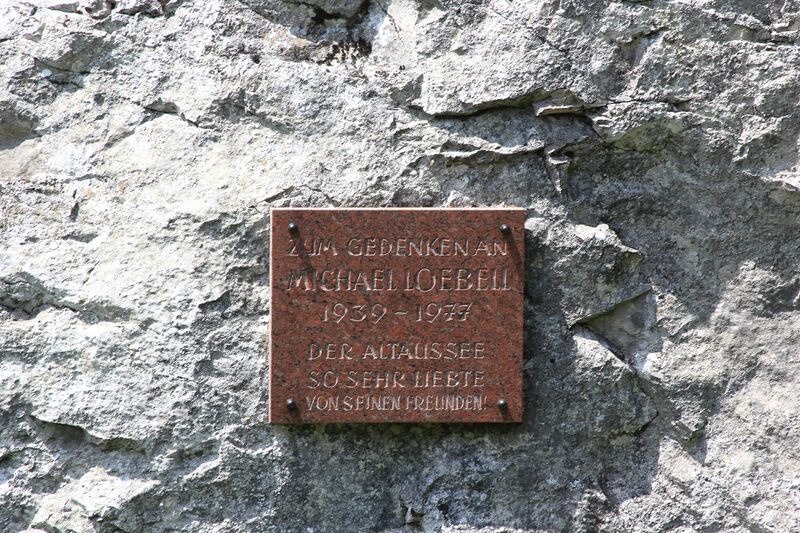 ZUM GEDENKEN AN
MICHAEL LOEBELL
1939 – 1977
DER ALTAUSSEE
SO SEHR LIEBTE
VON SEINEN FREUNDEN!